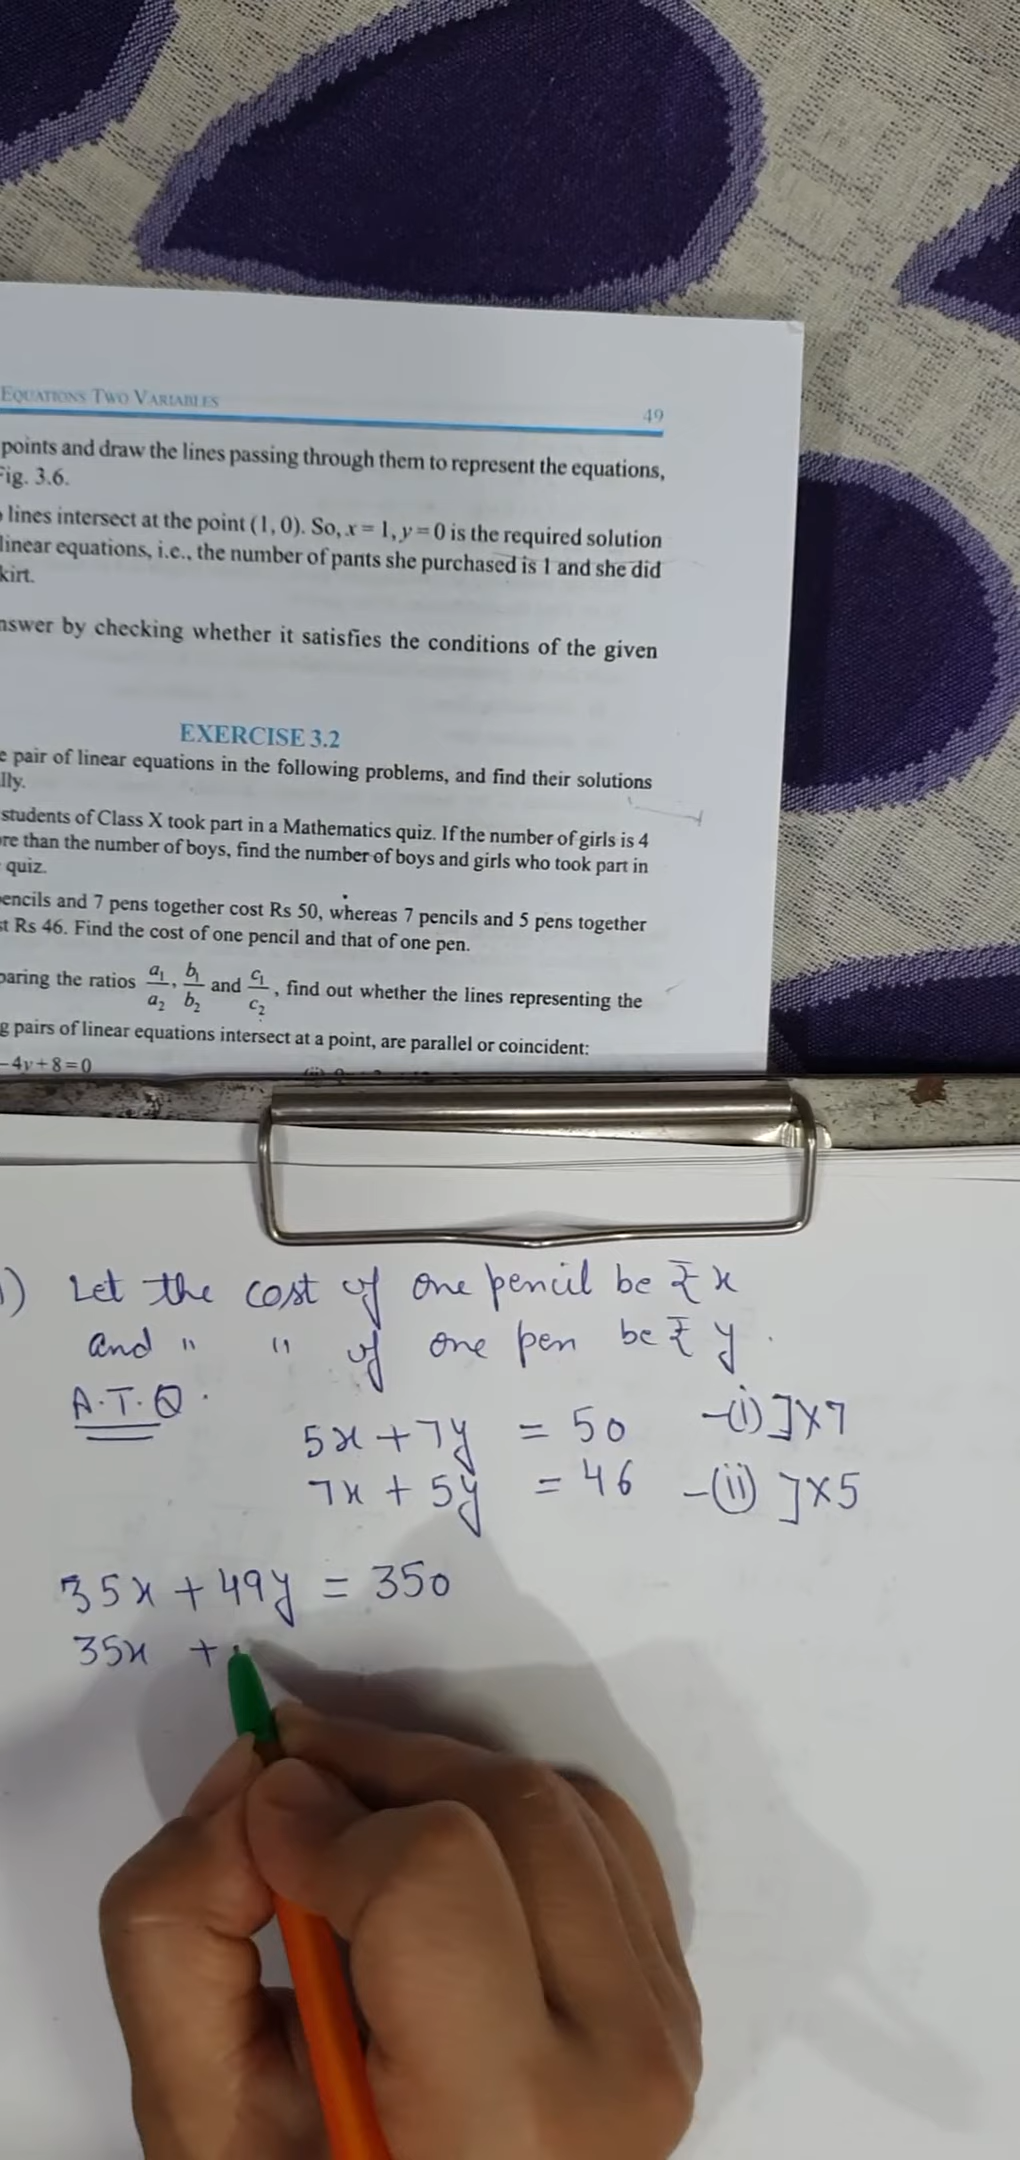 EQUATIONS TWO VARIABLES 49
points and draw the lines passing through them to represent the equations,
Fig. 3.6.
lines intersect at the point (1, 0). So, x = 1, y = 0 is the required solution
linear equations, i.e., the number of pants she purchased is 1 and she did
kirt.
nswer by checking whether it satisfies the conditions of the given
EXERCISE 3.2
e pair of linear equations in the following problems, and find their solutions
lly.
students of Class X took part in a Mathematics quiz. If the number of girls is 4
re than the number of boys, find the number of boys and girls who took part in
quiz.
encils and 7 pens together cost Rs 50, whereas 7 pencils and 5 pens together
st Rs 46. Find the cost of one pencil and that of one pen.
paring the ratios a₁/a₂, b₁/b₂ and c₁/c₂, find out whether the lines representing the
g pairs of linear equations intersect at a point, are parallel or coincident:
– 4y + 8 = 0
) Let the cost of one pencil be ₹ x
and " " of one pen be ₹ y.
A.T.Q.
5x + 7y = 50 -(i) ]×7
7x + 5y = 46 -(ii) ]×5
35x + 49y = 350
35x +